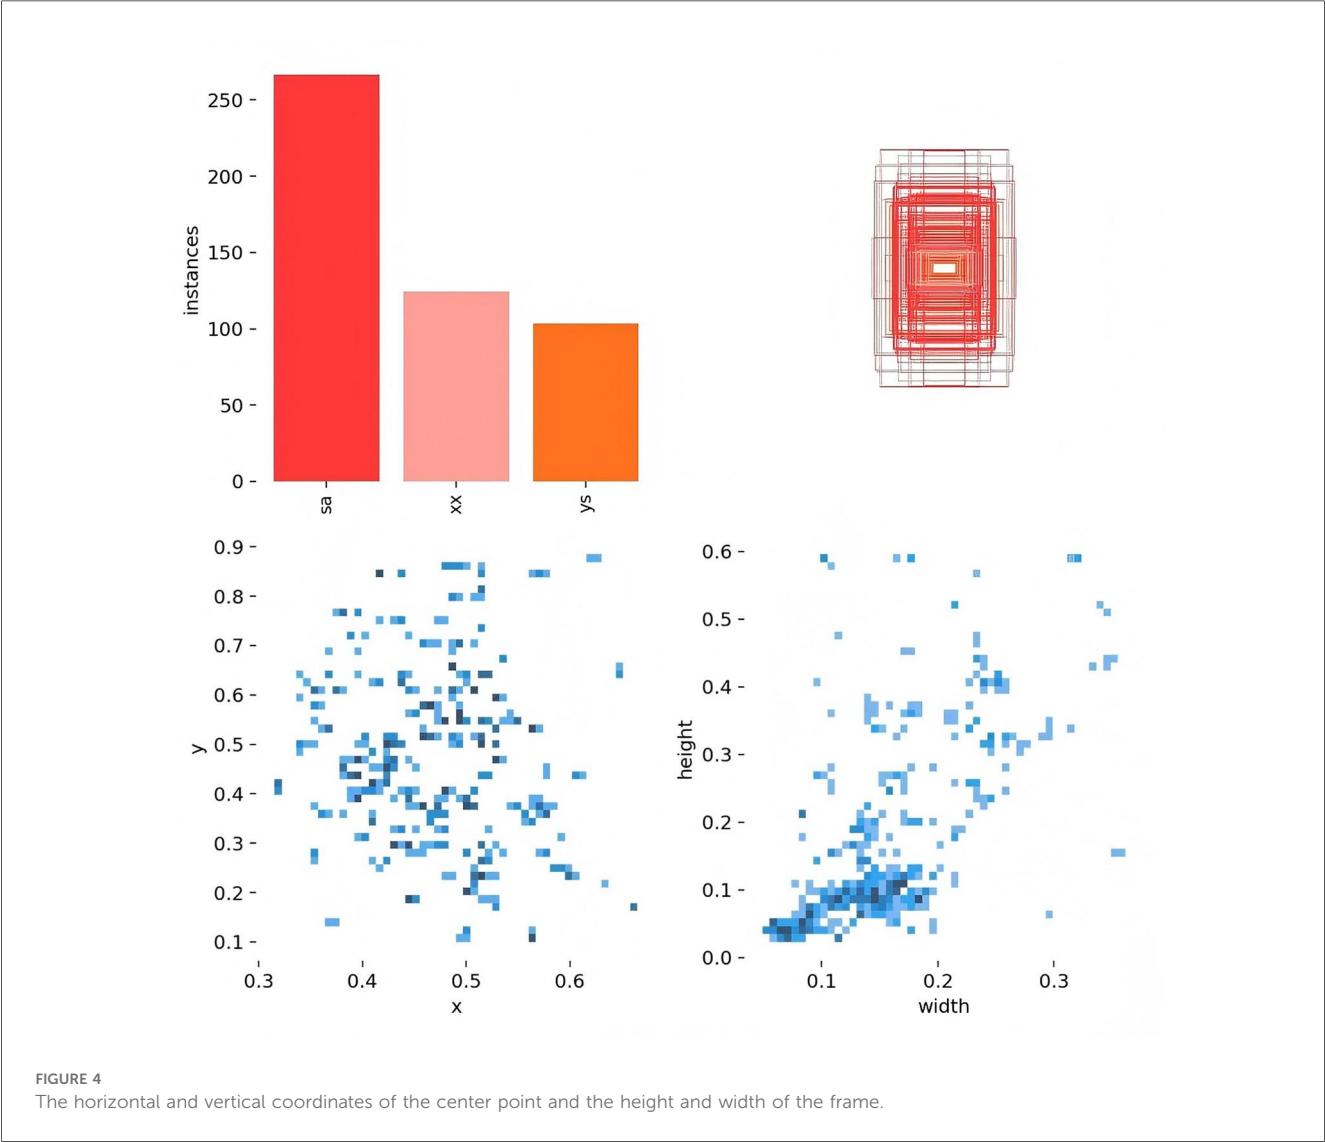 250
200
150
100
50
0
instances
sa
xx
ys
0.9
0.8
0.7
0.6
0.5
0.4
0.3
0.2
0.1
y
0.3
0.4
0.5
0.6
x
0.6
0.5
0.4
0.3
0.2
0.1
0.0
height
0.1
0.2
0.3
width
FIGURE 4
The horizontal and vertical coordinates of the center point and the height and width of the frame.